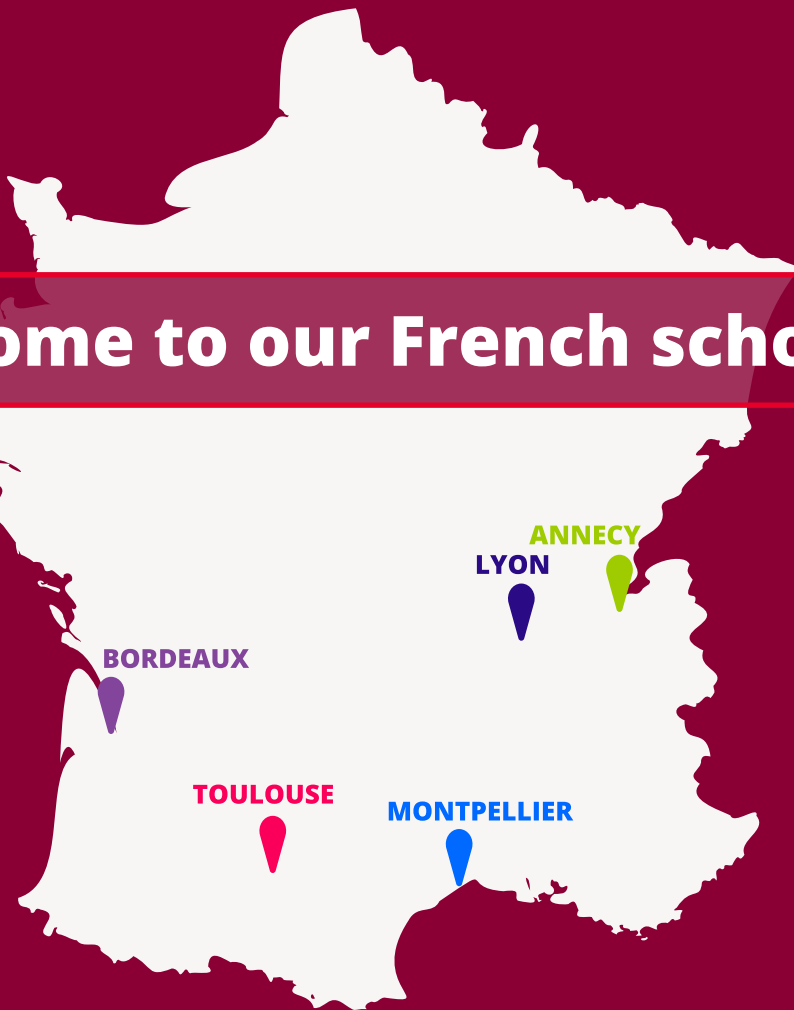 ome to our French scho
ANNECY
LYON
BORDEAUX
TOULOUSE
MONTPELLIER